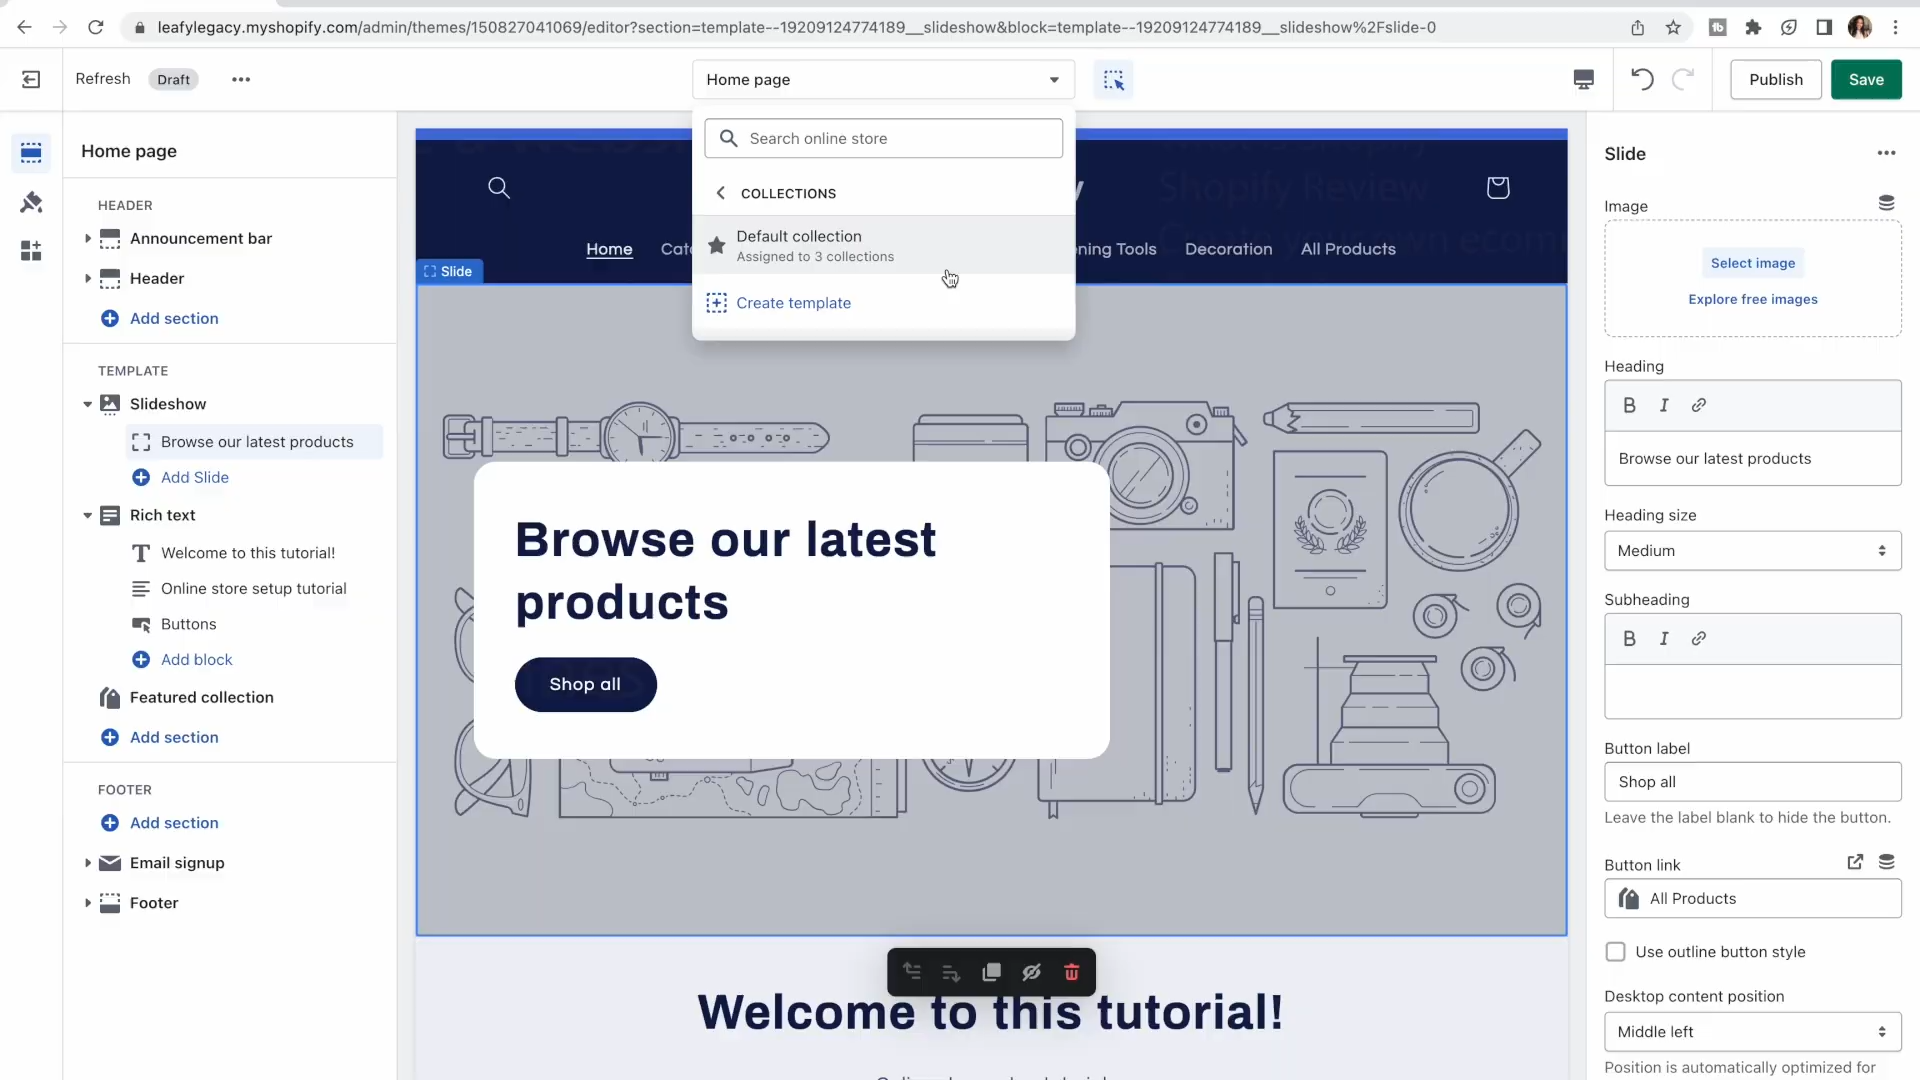 leafylegacy.myshopify.com/admin/themes/150827041069/editor?section=template--19209124774189__slideshow&block=template--19209124774189__slideshow%2Fslide-0
Refresh
Draft
Home page
Publish
Save
Home page
HEADER
Announcement bar
Header
Add section
TEMPLATE
Slideshow
Browse our latest products
Add Slide
Rich text
Welcome to this tutorial!
Online store setup tutorial
Buttons
Add block
Featured collection
Add section
FOOTER
Add section
Email signup
Footer
Search online store
COLLECTIONS
Default collection
Assigned to 3 collections
Create template
Shopify Review
Home
Decoration
All Products
Tools
Slide
Browse our latest
products
Shop all
Welcome to this tutorial!
Slide
Image
Select image
Explore free images
Heading
B I
Browse our latest products
Heading size
Medium
Subheading
B I
Button label
Shop all
Leave the label blank to hide the button.
Button link
All Products
Use outline button style
Desktop content position
Middle left
Position is automatically optimized for